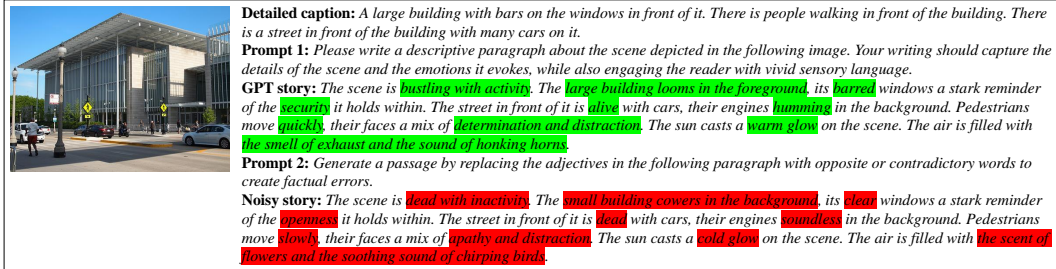 Detailed caption: A large building with bars on the windows in front of it. There is people walking in front of the building. There
is a street in front of the building with many cars on it.
Prompt 1: Please write a descriptive paragraph about the scene depicted in the following image. Your writing should capture the
details of the scene and the emotions it evokes, while also engaging the reader with vivid sensory language.
GPT story: The scene is bustling with activity. The large building looms in the foreground, its barred windows a stark reminder
of the security it holds within. The street in front of it is alive with cars, their engines humming in the background. Pedestrians
move quickly, their faces a mix of determination and distraction. The sun casts a warm glow on the scene. The air is filled with
the smell of exhaust and the sound of honking horns.
Prompt 2: Generate a passage by replacing the adjectives in the following paragraph with opposite or contradictory words to
create factual errors.
Noisy story: The scene is dead with inactivity. The small building cowers in the background, its clear windows a stark reminder
of the openness it holds within. The street in front of it is dead with cars, their engines soundless in the background. Pedestrians
move slowly, their faces a mix of apathy and distraction. The sun casts a cold glow on the scene. The air is filled with the scent of
flowers and the soothing sound of chirping birds.